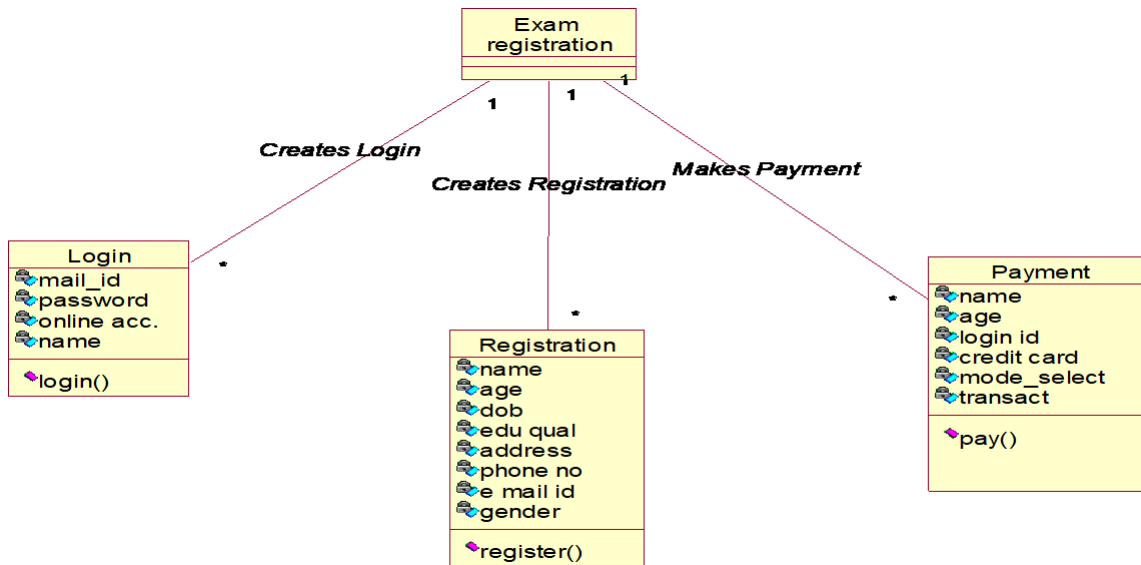 Exam
registration
1
1
1
Creates Login
Creates Registration
Makes Payment
*
*
*
Login
mail_id
password
online acc.
name
login()
Registration
name
age
dob
edu qual
address
phone no
e mail id
gender
register()
Payment
name
age
login id
credit card
mode_select
transact
pay()